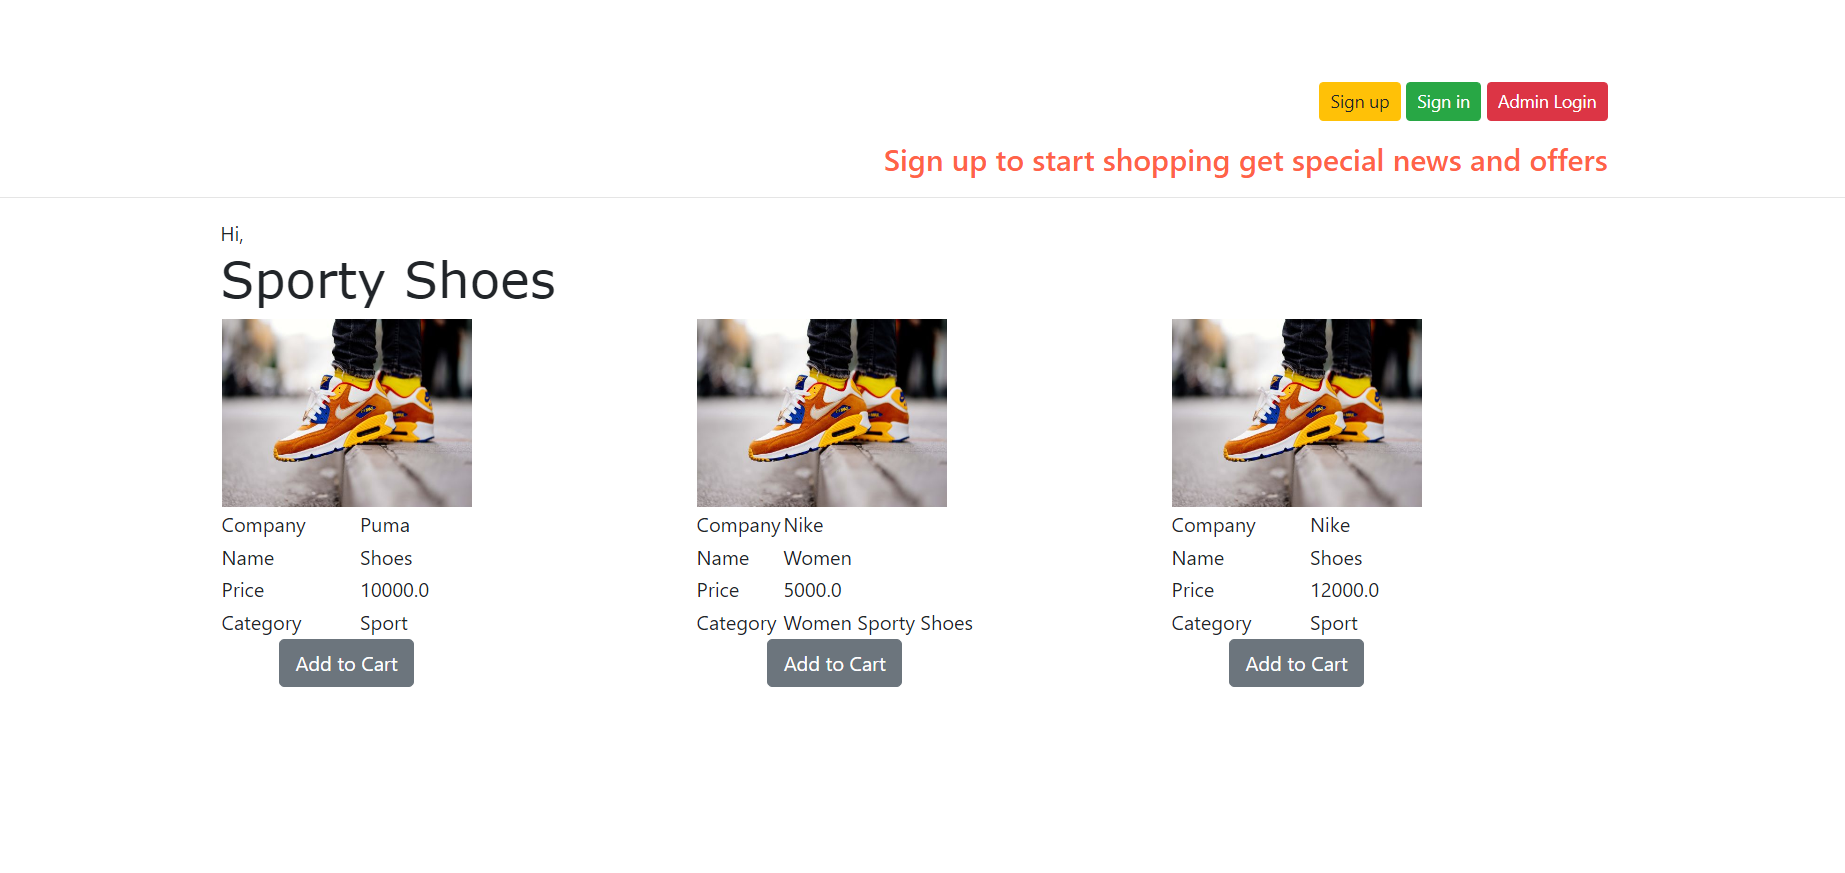 Sign up Sign in Admin Login
Sign up to start shopping get special news and offers
Hi,
Sporty Shoes
Company Puma
Name Shoes
Price 10000.0
Category Sport
Add to Cart
Company Nike
Name Women
Price 5000.0
Category Women Sporty Shoes
Add to Cart
Company Nike
Name Shoes
Price 12000.0
Category Sport
Add to Cart